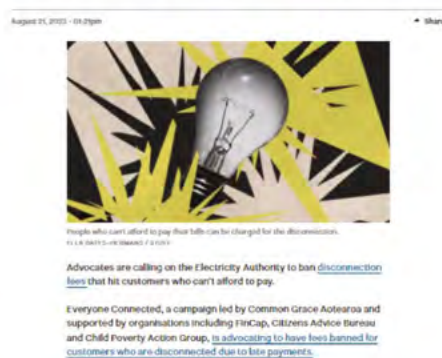 August 21, 2023 • 01:21pm
Share
People who can't afford to pay their bills can be charged for the disconnection.
/ STUFF
Advocates are calling on the Electricity Authority to ban disconnection
fees that hit customers who can't afford to pay.
Everyone Connected, a campaign led by Common Grace Aotearoa and
supported by organisations including FinCap, Citizens Advice Bureau
and Child Poverty Action Group, is advocating to have fees banned for
customers who are disconnected due to late payments.